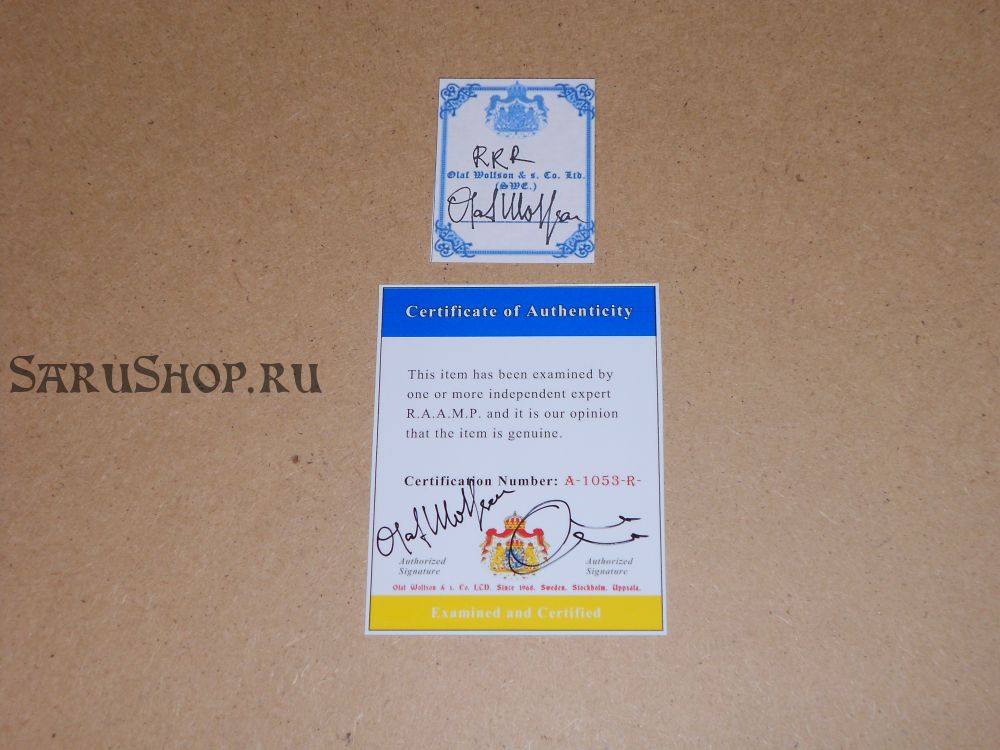 RRR
Olaf Wolfson & s. Co. Ltd.
(SWE.)
Olaf Wolfson
Certificate of Authenticity
This item has been examined by
one or more independent expert
R.A.A.M.P. and it is our opinion
that the item is genuine.
SaruShop.ru
Certification Number: A-1053-R-
Olaf Wolfson
Authorized
Signature
Authorized
Signature
Olaf Wolfson & s. Co. LTD. Since 1968. Sweden. Stockholm. Uppsala.
Examined and Certified